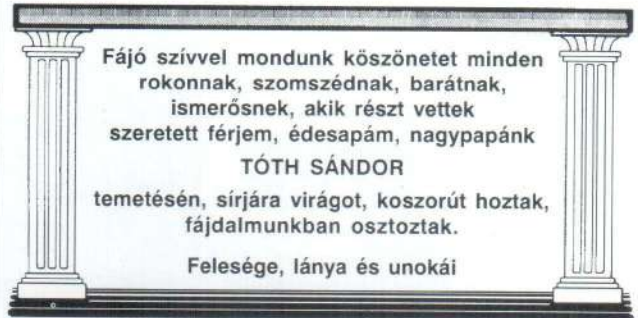 Fájó szívvel mondunk köszönetet minden
rokonnak, szomszédnak, barátnak,
ismerősnek, akik részt vettek
szeretett férjem, édesapám, nagypapánk
TÓTH SÁNDOR
temetésén, sírjára virágot, koszorút hoztak,
fájdalmunkban osztoztak.
Felesége, lánya és unokái